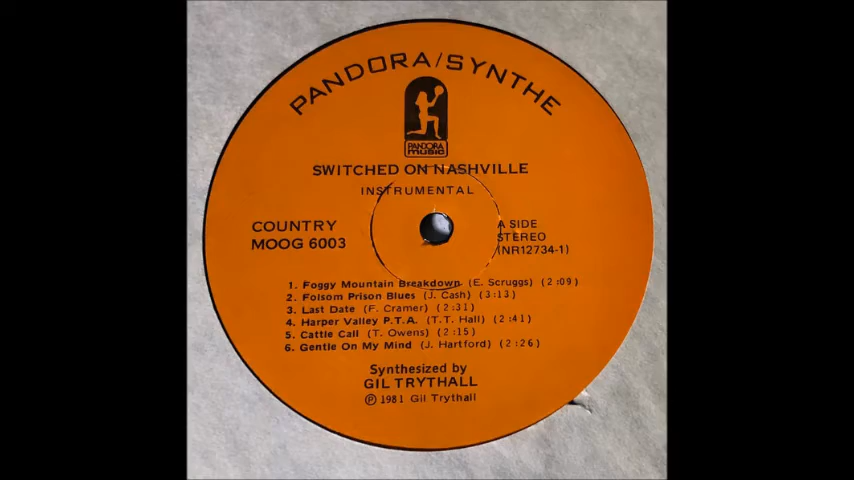 PANDORA/SYNTHE
PANDORA
MUSIC
SWITCHED ON NASHVILLE
INSTRUMENTAL
COUNTRY
MOOG 6003
A SIDE
STEREO
(NR12734-1)
1. Foggy Mountain Breakdown (E. Scruggs) (2:09)
2. Folsom Prison Blues (J. Cash) (3:13)
3. Last Date (F. Cramer) (2:31)
4. Harper Valley P.T.A. (T.T. Hall) (2:41)
5. Cattle Call (T. Owens) (2:15)
6. Gentle On My Mind (J. Hartford) (2:26)
Synthesized by
GIL TRYTHALL
℗ 1981 Gil Trythall